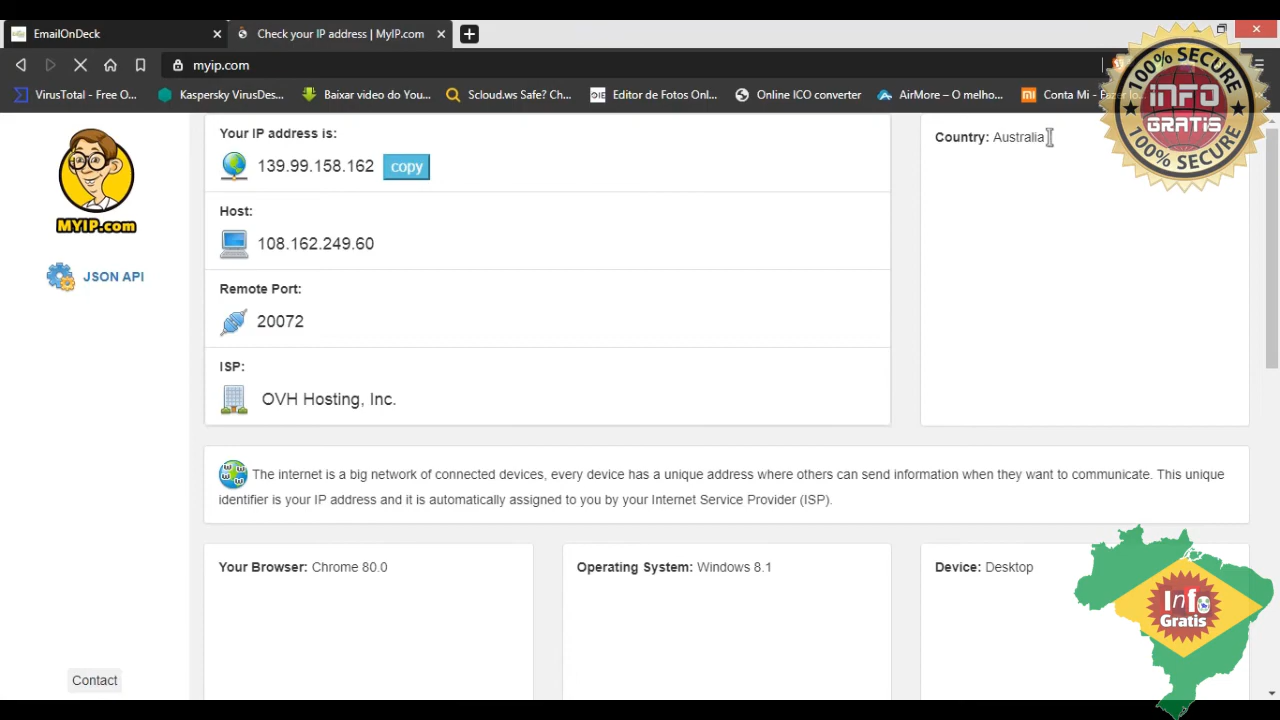 EmailOnDeck
Check your IP address | MyIP.com
myip.com
VirusTotal - Free O...
Kaspersky VirusDes...
Baixar video do You...
Scloud.ws Safe? Ch...
Editor de Fotos Onl...
Online ICO converter
AirMore – O melho...
Conta Mi - Fazer lo...
100% SECURE
INFO
GRATIS
100% SECURE
MYIP.com
JSON API
Your IP address is:
139.99.158.162 copy
Host:
108.162.249.60
Remote Port:
20072
ISP:
OVH Hosting, Inc.
Country: Australia
The internet is a big network of connected devices, every device has a unique address where others can send information when they want to communicate. This unique
identifier is your IP address and it is automatically assigned to you by your Internet Service Provider (ISP).
Your Browser: Chrome 80.0
Operating System: Windows 8.1
Device: Desktop
Info
Gratis
Contact